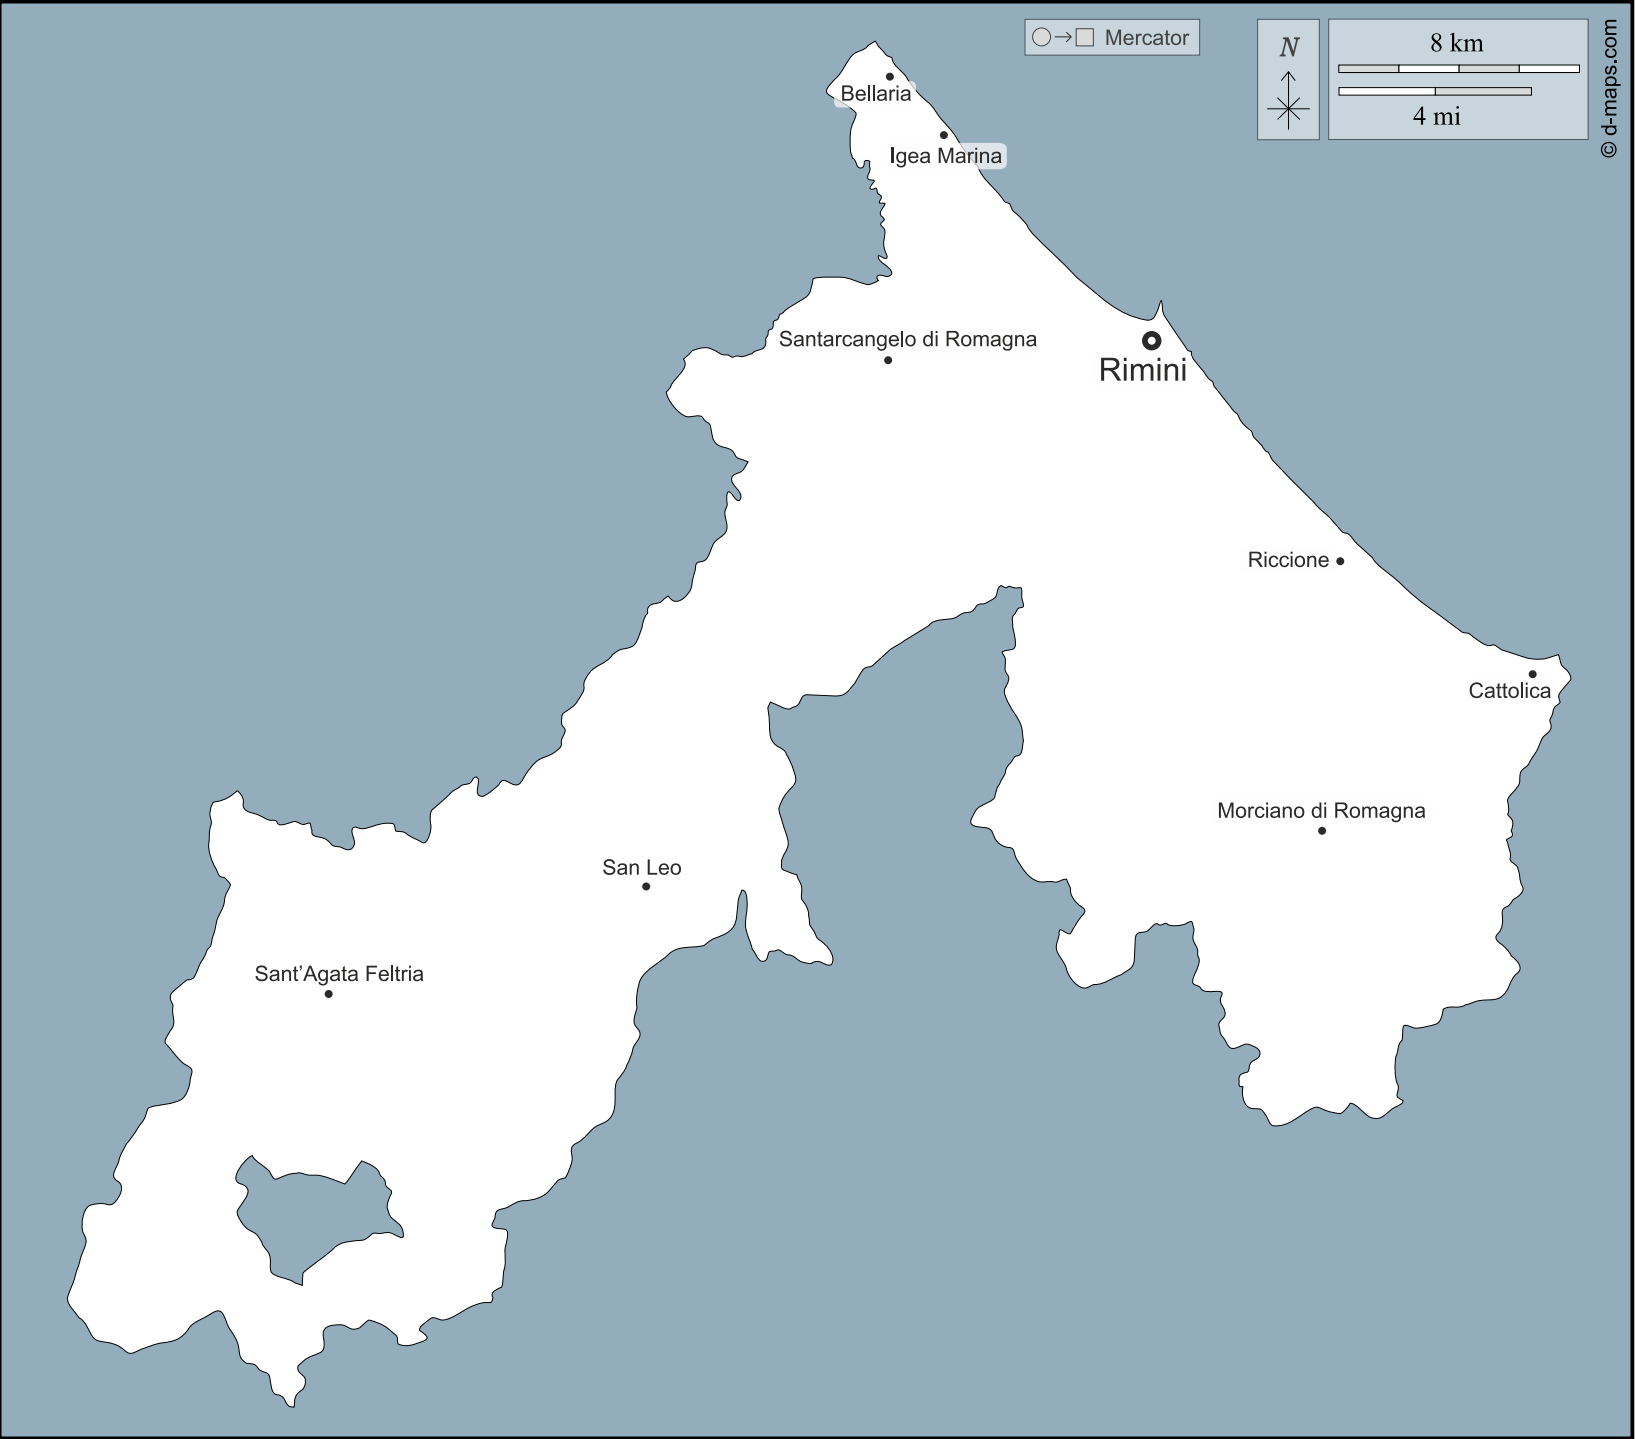 Mercator
N
8 km
4 mi
© d-maps.com
Bellaria
Igea Marina
Santarcangelo di Romagna
Rimini
Riccione
Cattolica
Morciano di Romagna
San Leo
Sant'Agata Feltria